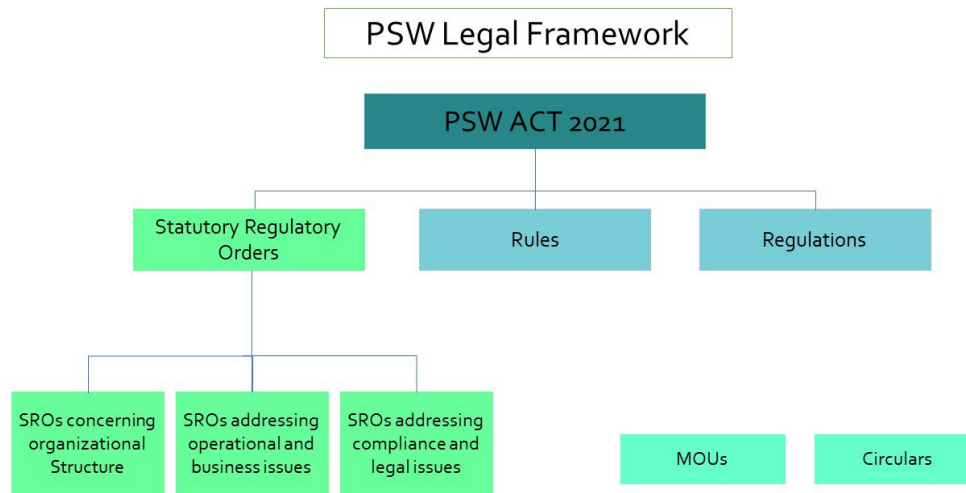 PSW Legal Framework
PSW ACT 2021
Statutory Regulatory
Orders
Rules
Regulations
SROs concerning
organizational
Structure
SROs addressing
operational and
business issues
SROs addressing
compliance and
legal issues
MOUs
Circulars